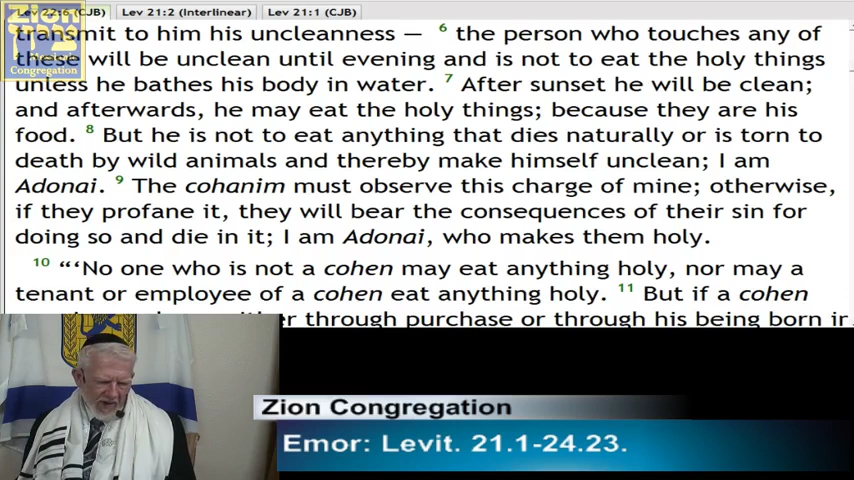 Lev 22:6 (CJB) Lev 21:2 (Interlinear) Lev 21:1 (CJB)
Zion
ציון
Messianic
Congregation
transmit to him his uncleanness — 6 the person who touches any of
these will be unclean until evening and is not to eat the holy things
unless he bathes his body in water. 7 After sunset he will be clean;
and afterwards, he may eat the holy things; because they are his
food. 8 But he is not to eat anything that dies naturally or is torn to
death by wild animals and thereby make himself unclean; I am
Adonai. 9 The cohanim must observe this charge of mine; otherwise,
if they profane it, they will bear the consequences of their sin for
doing so and die in it; I am Adonai, who makes them holy.
10 “‘No one who is not a cohen may eat anything holy, nor may a
tenant or employee of a cohen eat anything holy. 11 But if a cohen
through purchase or through his being born in
Zion Congregation
Emor: Levit. 21.1-24.23.